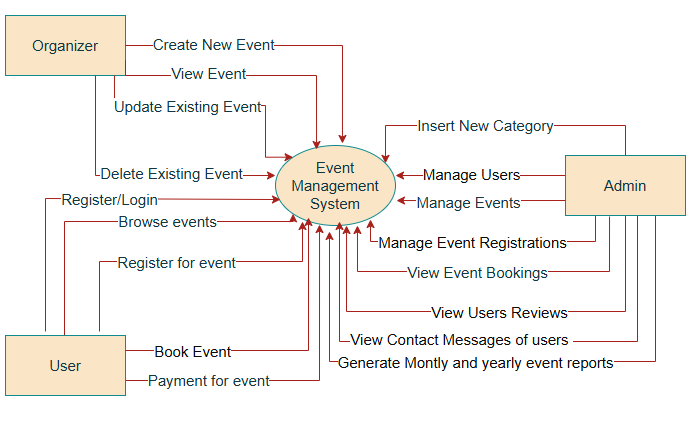 Organizer
Create New Event
View Event
Update Existing Event
Delete Existing Event
Register/Login
Browse events
Register for event
Book Event
Payment for event
User
Event
Management
System
Insert New Category
Manage Users
Manage Events
Admin
Manage Event Registrations
View Event Bookings
View Users Reviews
View Contact Messages of users
Generate Montly and yearly event reports